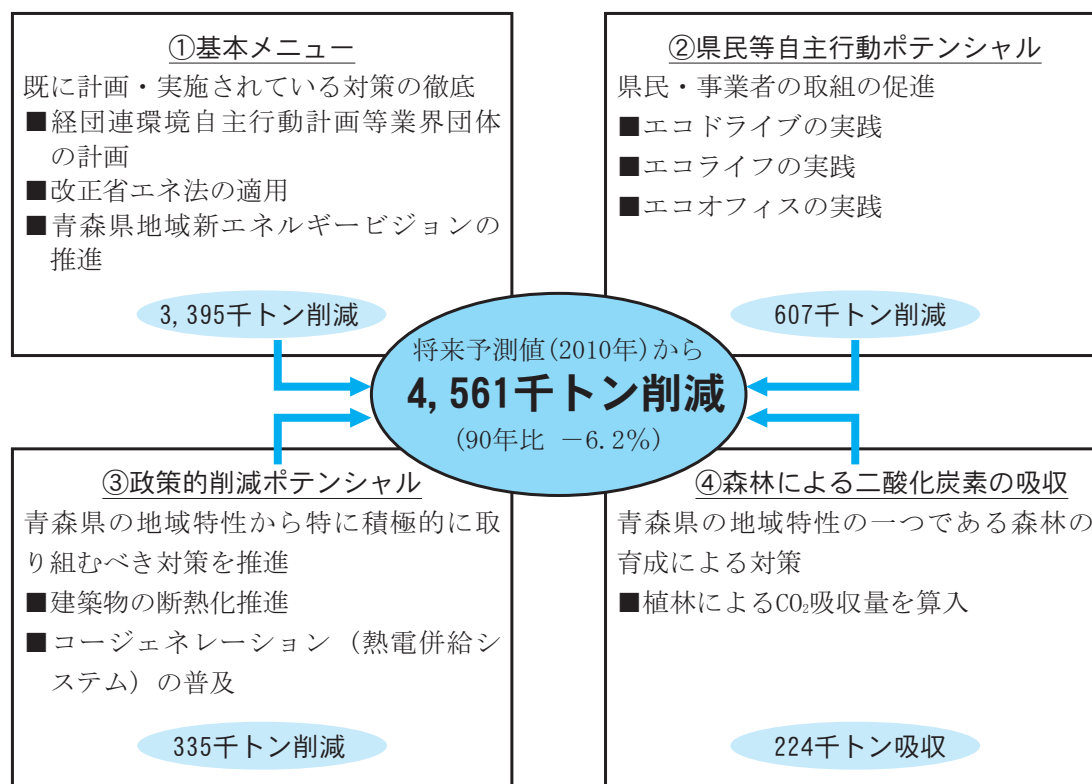 ①基本メニュー
既に計画・実施されている対策の徹底
■経団連環境自主行動計画等業界団体
の計画
■改正省エネ法の適用
■青森県地域新エネルギービジョンの
推進
3,395千トン削減
②県民等自主行動ポテンシャル
県民・事業者の取組の促進
■エコドライブの実践
■エコライフの実践
■エコオフィスの実践
607千トン削減
将来予測値(2010年)から
4,561千トン削減
(90年比 −6.2%)
③政策的削減ポテンシャル
青森県の地域特性から特に積極的に取
り組むべき対策を推進
■建築物の断熱化推進
■コージェネレーション（熱電併給シ
ステム）の普及
335千トン削減
④森林による二酸化炭素の吸収
青森県の地域特性の一つである森林の
育成による対策
■植林によるCO₂吸収量を算入
224千トン吸収